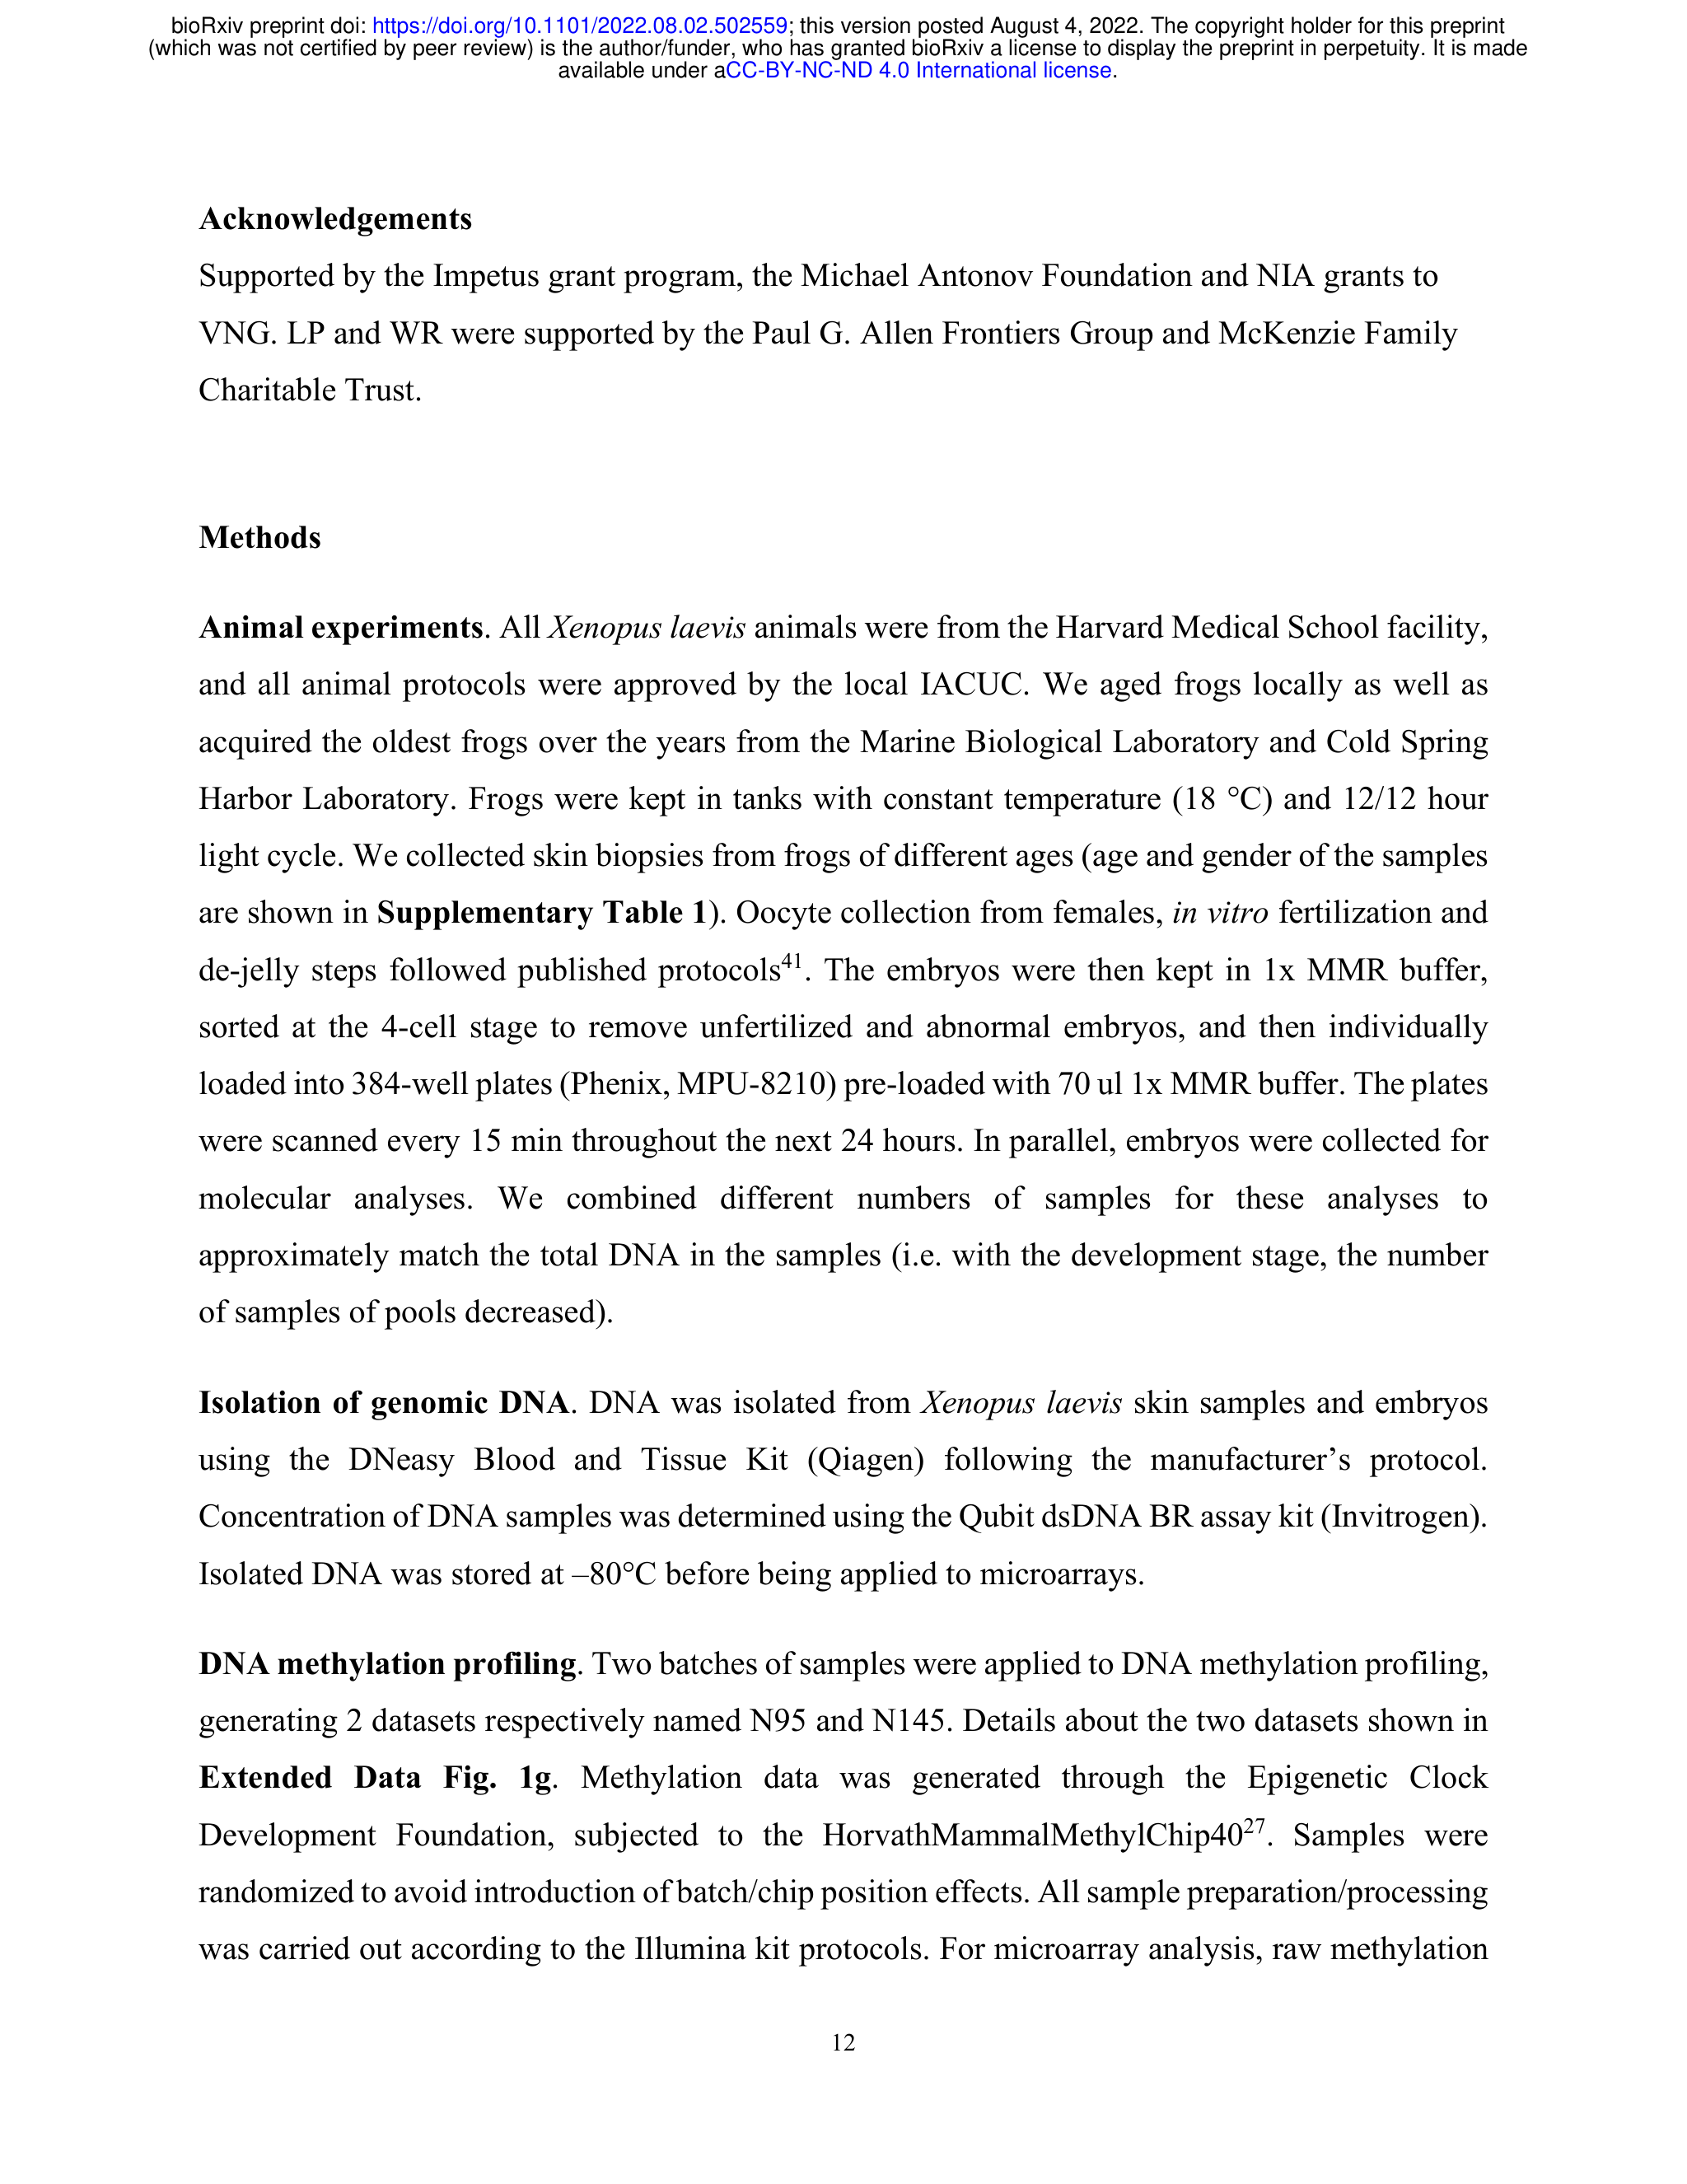 bioRxiv preprint doi: https://doi.org/10.1101/2022.08.02.502559; this version posted August 4, 2022. The copyright holder for this preprint
(which was not certified by peer review) is the author/funder, who has granted bioRxiv a license to display the preprint in perpetuity. It is made
available under aCC-BY-NC-ND 4.0 International license.
Acknowledgements
Supported by the Impetus grant program, the Michael Antonov Foundation and NIA grants to
VNG. LP and WR were supported by the Paul G. Allen Frontiers Group and McKenzie Family
Charitable Trust.
Methods
Animal experiments. All Xenopus laevis animals were from the Harvard Medical School facility,
and all animal protocols were approved by the local IACUC. We aged frogs locally as well as
acquired the oldest frogs over the years from the Marine Biological Laboratory and Cold Spring
Harbor Laboratory. Frogs were kept in tanks with constant temperature (18 °C) and 12/12 hour
light cycle. We collected skin biopsies from frogs of different ages (age and gender of the samples
are shown in Supplementary Table 1). Oocyte collection from females, in vitro fertilization and
de-jelly steps followed published protocols41. The embryos were then kept in 1x MMR buffer,
sorted at the 4-cell stage to remove unfertilized and abnormal embryos, and then individually
loaded into 384-well plates (Phenix, MPU-8210) pre-loaded with 70 ul 1x MMR buffer. The plates
were scanned every 15 min throughout the next 24 hours. In parallel, embryos were collected for
molecular analyses. We combined different numbers of samples for these analyses to
approximately match the total DNA in the samples (i.e. with the development stage, the number
of samples of pools decreased).
Isolation of genomic DNA. DNA was isolated from Xenopus laevis skin samples and embryos
using the DNeasy Blood and Tissue Kit (Qiagen) following the manufacturer’s protocol.
Concentration of DNA samples was determined using the Qubit dsDNA BR assay kit (Invitrogen).
Isolated DNA was stored at –80°C before being applied to microarrays.
DNA methylation profiling. Two batches of samples were applied to DNA methylation profiling,
generating 2 datasets respectively named N95 and N145. Details about the two datasets shown in
Extended Data Fig. 1g. Methylation data was generated through the Epigenetic Clock
Development Foundation, subjected to the HorvathMammalMethylChip4027. Samples were
randomized to avoid introduction of batch/chip position effects. All sample preparation/processing
was carried out according to the Illumina kit protocols. For microarray analysis, raw methylation
12